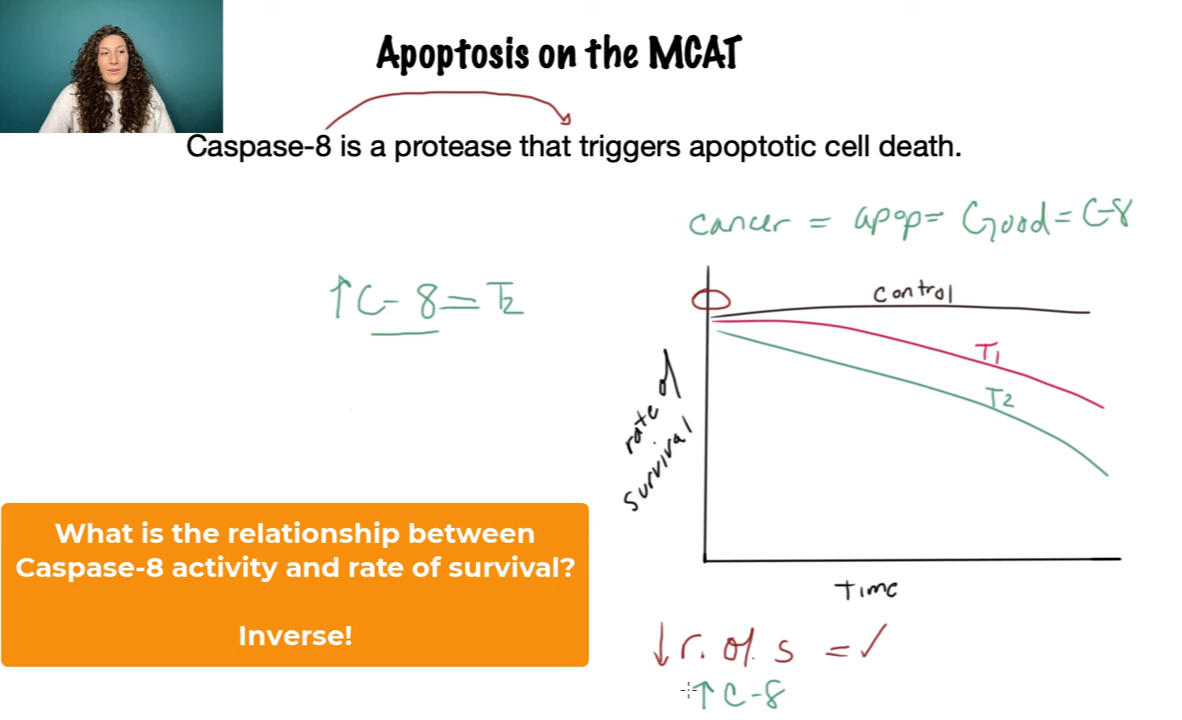 Apoptosis on the MCAT
Caspase-8 is a protease that triggers apoptotic cell death.
cancer = apop= Good= C-8
↑C-8=T2
control
T1
T2
rate of
survival
Time
What is the relationship between
Caspase-8 activity and rate of survival?
Inverse!
↓r. of. s =✓
↑C-8